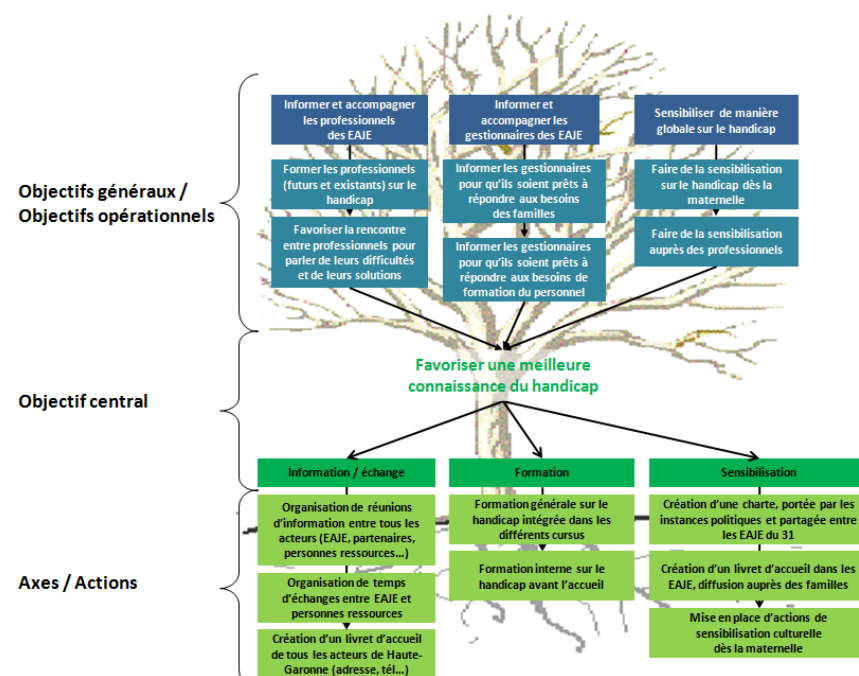 Objectifs généraux /
Objectifs opérationnels
Informer et accompagner
les professionnels
des EAJE
Informer et
accompagner les
gestionnaires des EAJE
Sensibiliser de manière
globale sur le handicap
Former les professionnels
(futurs et existants) sur le
handicap
Informer les gestionnaires
pour qu'ils soient prêts à
répondre aux besoins
des familles
Faire de la sensibilisation
sur le handicap dès la
maternelle
Favoriser la rencontre
entre professionnels pour
parler de leurs difficultés
et de leurs solutions
Informer les gestionnaires
pour qu'ils soient prêts à
répondre aux besoins de
formation du personnel
Faire de la sensibilisation
auprès des professionnels
Objectif central
Favoriser une meilleure
connaissance du handicap
Axes / Actions
Information / échange
Formation
Sensibilisation
Organisation de réunions
d'information entre tous les
acteurs (EAJE, partenaires,
personnes ressources...)
Formation générale sur le
handicap intégrée dans les
différents cursus
Création d'une charte, portée par les
instances politiques et partagée entre
les EAJE du 31
Organisation de temps
d'échanges entre EAJE et
personnes ressources
Formation interne sur le
handicap avant l'accueil
Création d'un livret d'accueil dans les
EAJE, diffusion auprès des familles
Création d'un livret d'accueil
de tous les acteurs de Haute-
Garonne (adresse, tél...)
Mise en place d'actions de
sensibilisation culturelle
dès la maternelle